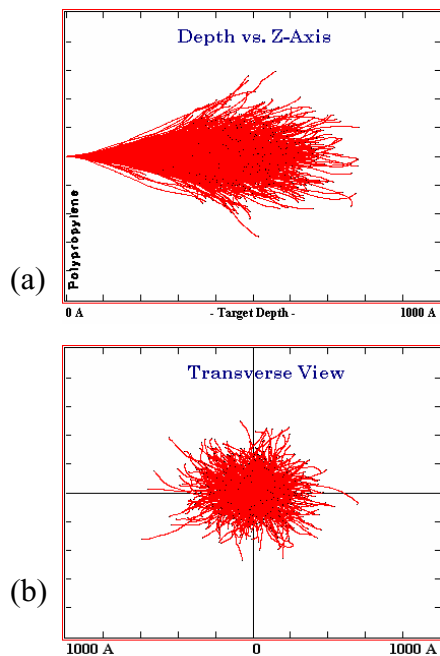 Depth vs. Z-Axis
Polypropylene
(a)
0 A - Target Depth - 1000 A
Transverse View
(b)
1000 A 0 1000 A